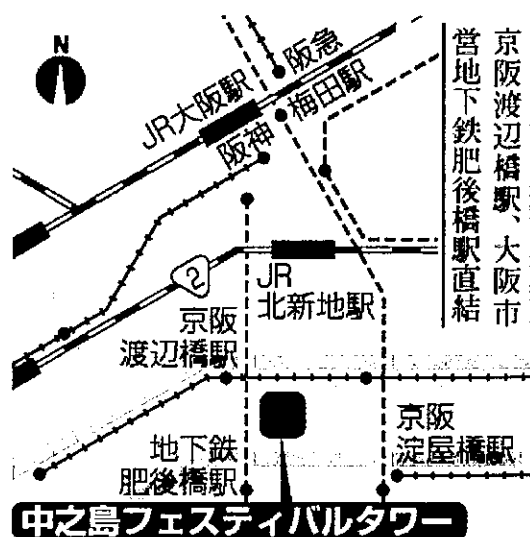 京阪渡辺橋駅、大阪市
営地下鉄肥後橋駅直結
N
阪急
梅田駅
JR大阪駅
阪神
2
JR
北新地駅
京阪
渡辺橋駅
京阪
淀屋橋駅
地下鉄
肥後橋駅
中之島フェスティバルタワー